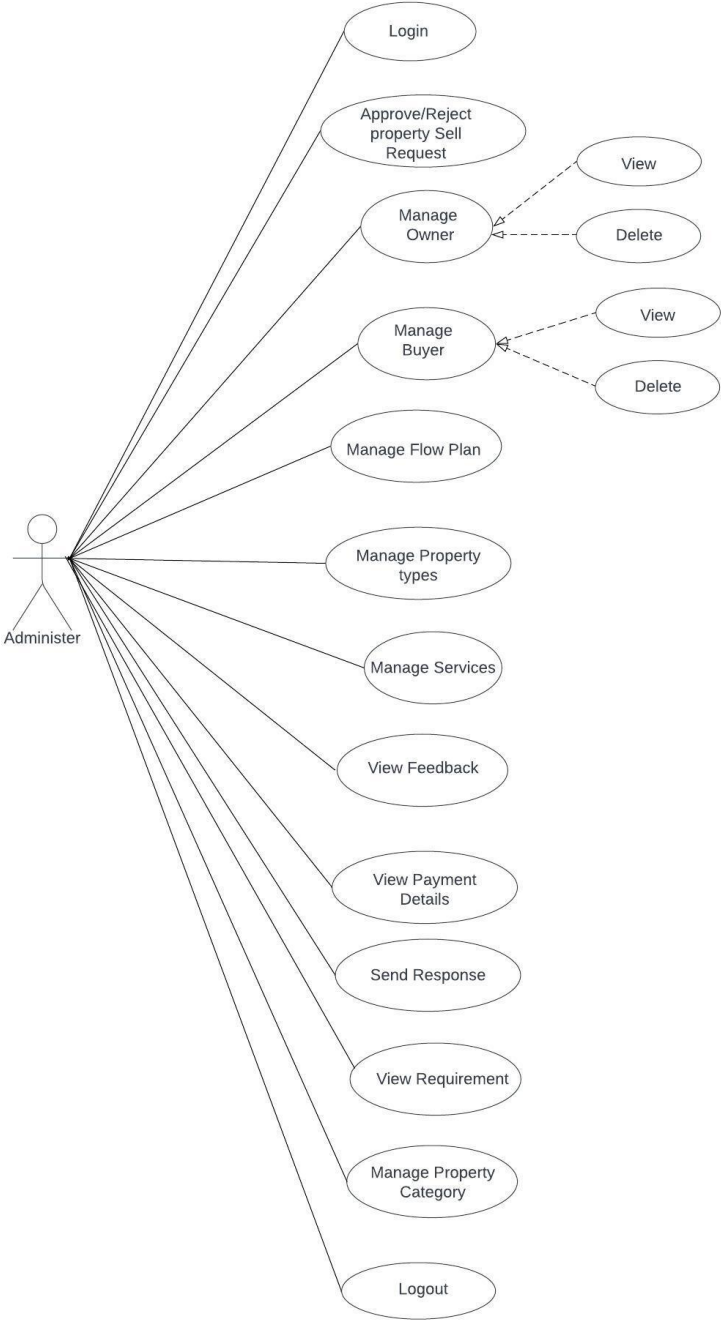 Login
Approve/Reject
property Sell
Request
View
Manage
Owner
Delete
View
Manage
Buyer
Delete
Manage Flow Plan
Manage Property
types
Administer
Manage Services
View Feedback
View Payment
Details
Send Response
View Requirement
Manage Property
Category
Logout